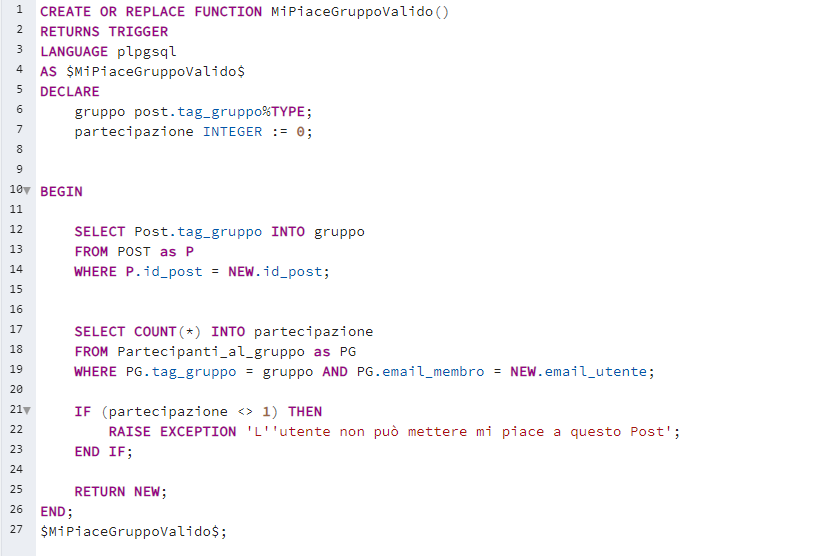 1 CREATE OR REPLACE FUNCTION MiPiaceGruppoValido()
2 RETURNS TRIGGER
3 LANGUAGE plpgsql
4 AS $MiPiaceGruppoValido$
5 DECLARE
6 gruppo post.tag_gruppo%TYPE;
7 partecipazione INTEGER := 0;
8
9
10 BEGIN
11
12 SELECT Post.tag_gruppo INTO gruppo
13 FROM POST as P
14 WHERE P.id_post = NEW.id_post;
15
16
17 SELECT COUNT(*) INTO partecipazione
18 FROM Partecipanti_al_gruppo as PG
19 WHERE PG.tag_gruppo = gruppo AND PG.email_membro = NEW.email_utente;
20
21 IF (partecipazione <> 1) THEN
22 RAISE EXCEPTION 'L''utente non può mettere mi piace a questo Post';
23 END IF;
24
25 RETURN NEW;
26 END;
27 $MiPiaceGruppoValido$;